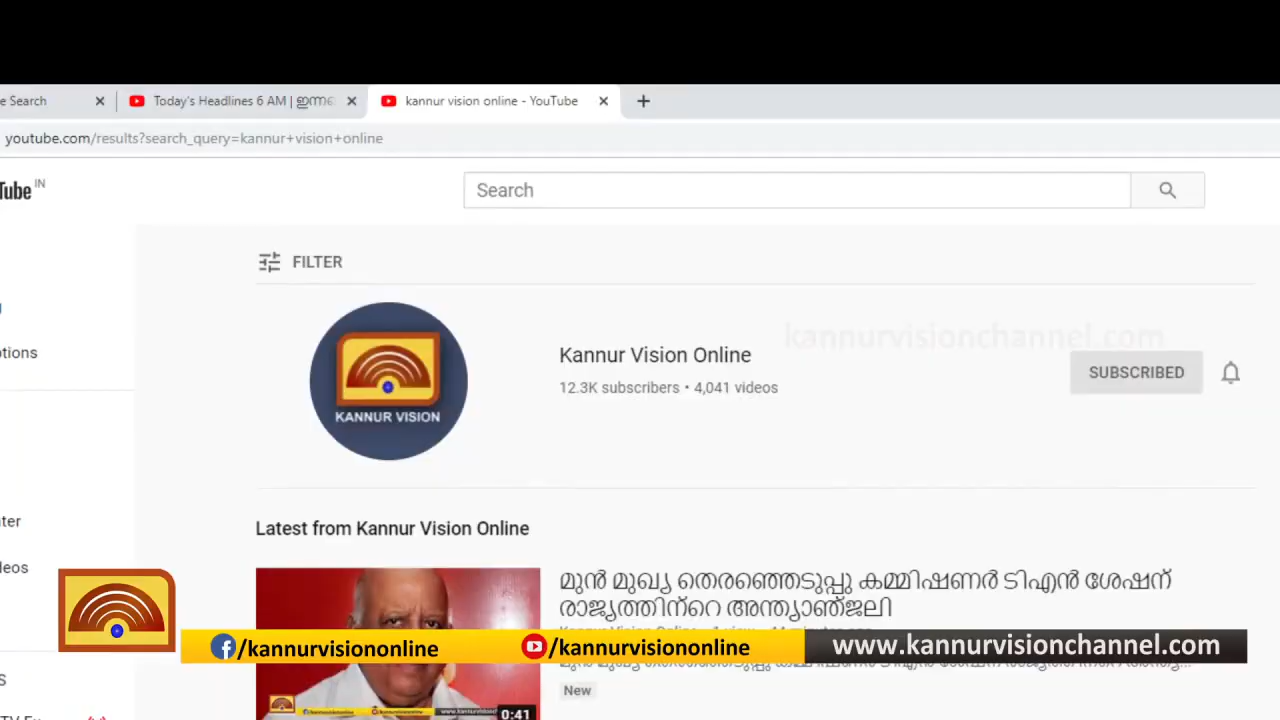 e Search
Today's Headlines 6 AM | ഇന്നത
kannur vision online - YouTube
youtube.com/results?search_query=kannur+vision+online
Tube IN
Search
FILTER
kannurvisionchannel.com
Kannur Vision Online
ptions
12.3K subscribers • 4,041 videos
SUBSCRIBED
KANNUR VISION
Latest from Kannur Vision Online
മുൻ മുഖ്യ തെരഞ്ഞെടുപ്പു കമ്മിഷണർ ടിഎൻ ശേഷന്
രാജ്യത്തിന്റെ അന്ത്യാഞ്ജലി
/kannurvisiononline
/kannurvisiononline
www.kannurvisionchannel.com
New
0:41